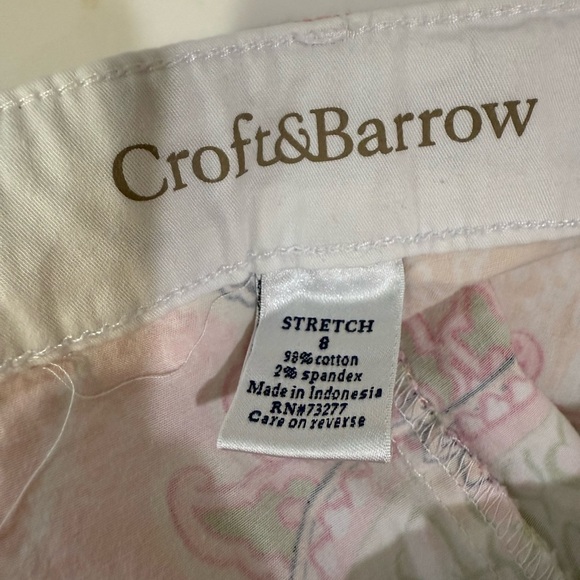 Croft&Barrow
STRETCH
8
98% cotton
2% spandex
Made in Indonesia
RN#73277
Care on reverse